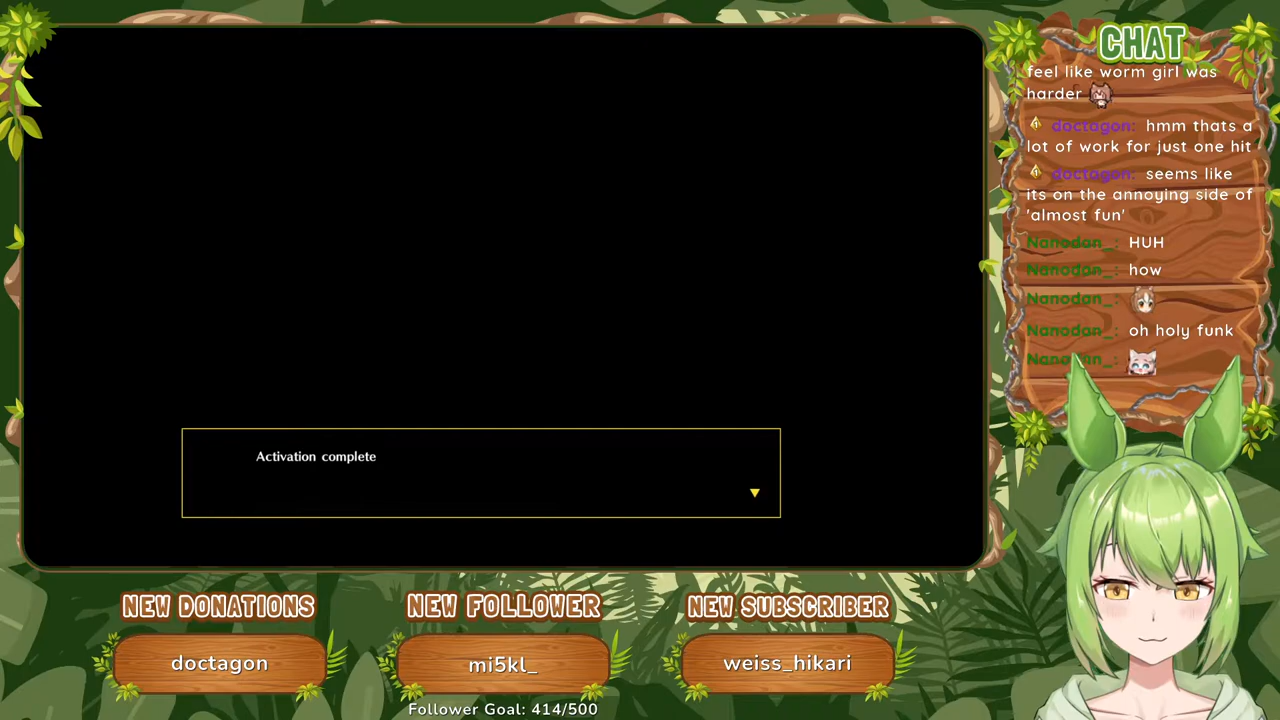 CHAT
feel like worm girl was
harder
doctagon: hmm thats a
lot of work for just one hit
doctagon: seems like
its on the annoying side of
'almost fun'
Nanodan_: HUH
Nanodan_: how
Nanodan_:
Nanodan_: oh holy funk
Nanodan_:
Activation complete
NEW DONATIONS
doctagon
NEW FOLLOWER
mi5kl_
NEW SUBSCRIBER
weiss_hikari
Follower Goal: 414/500